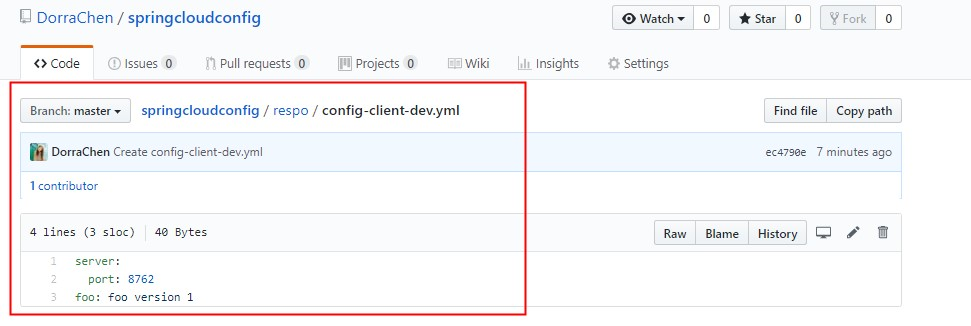 DorraChen / springcloudconfig
Watch 0 Star 0 Fork 0
Code Issues 0 Pull requests 0 Projects 0 Wiki Insights Settings
Branch: master springcloudconfig / respo / config-client-dev.yml Find file Copy path
DorraChen Create config-client-dev.yml ec4790e 7 minutes ago
1 contributor
4 lines (3 sloc) 40 Bytes Raw Blame History
1 server:
2 port: 8762
3 foo: foo version 1